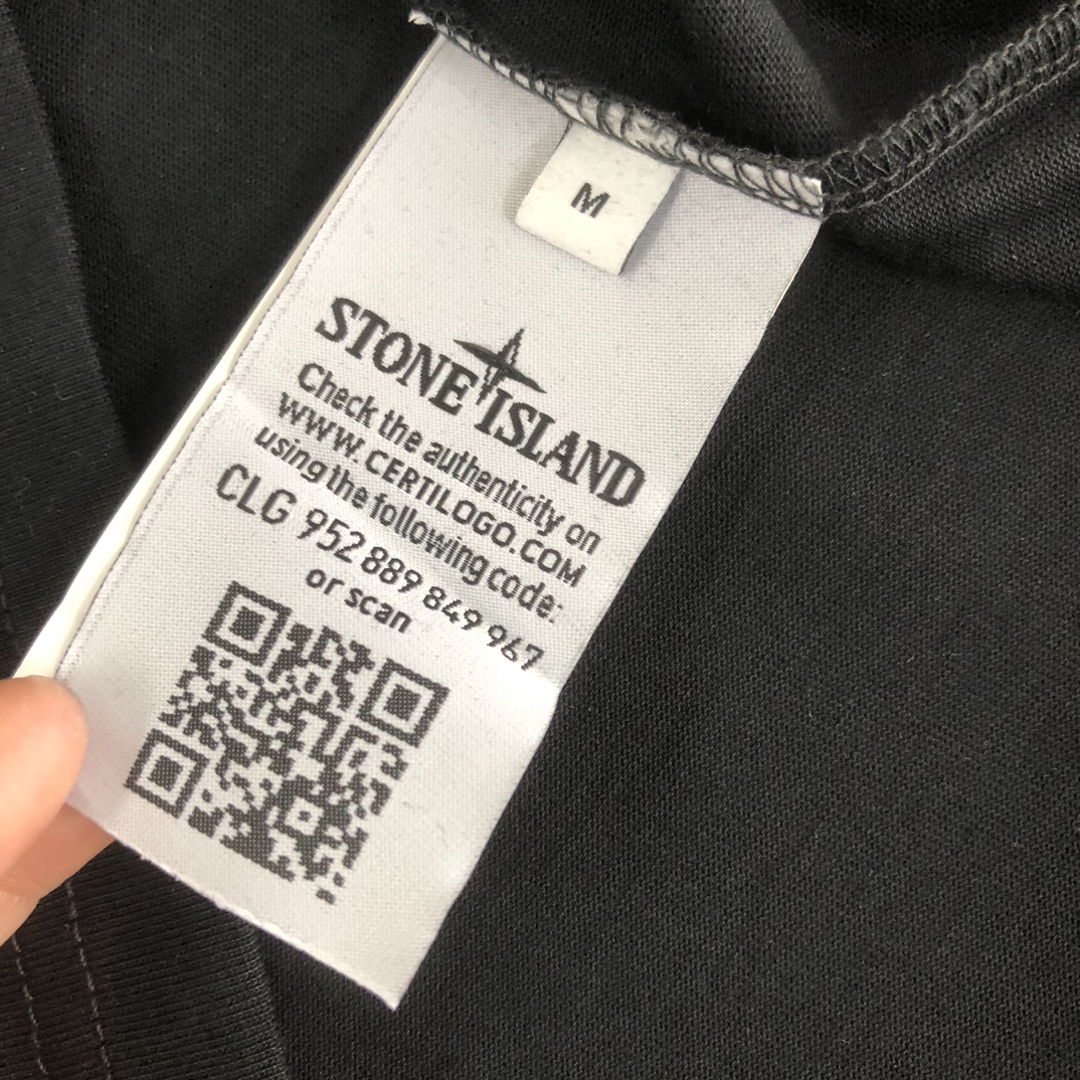 M
STONE ISLAND
Check the authenticity on
WWW.CERTILOGO.COM
using the following code:
CLG 952 889 849 967
or scan